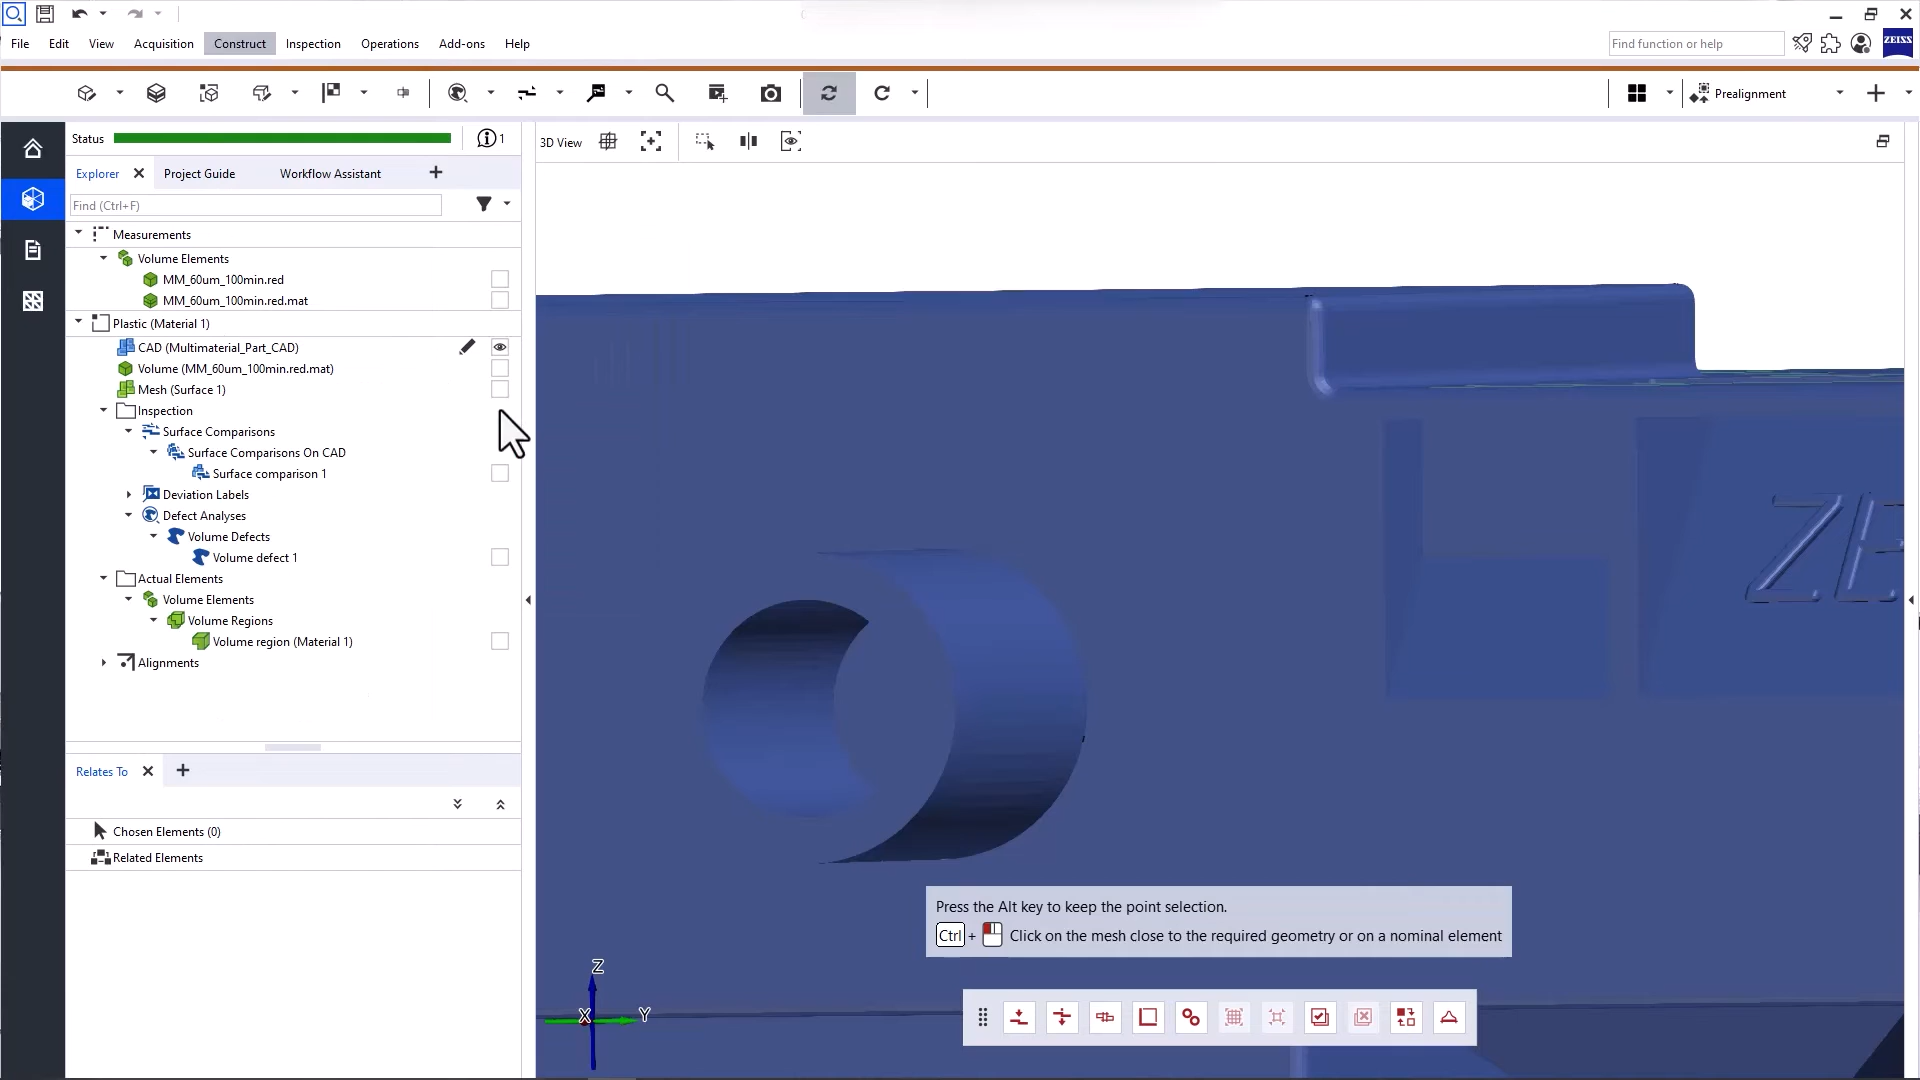 File Edit View Acquisition Construct Inspection Operations Add-ons Help
Find function or help
ZEISS
Prealignment
Status
1
Explorer
Project Guide
Workflow Assistant
Find (Ctrl+F)
Measurements
Volume Elements
MM_60um_100min.red
MM_60um_100min.red.mat
Plastic (Material 1)
CAD (Multimaterial_Part_CAD)
Volume (MM_60um_100min.red.mat)
Mesh (Surface 1)
Inspection
Surface Comparisons
Surface Comparisons On CAD
Surface comparison 1
Deviation Labels
Defect Analyses
Volume Defects
Volume defect 1
Actual Elements
Volume Elements
Volume Regions
Volume region (Material 1)
Alignments
Relates To
Chosen Elements (0)
Related Elements
3D View
ZE
Press the Alt key to keep the point selection.
Ctrl + Click on the mesh close to the required geometry or on a nominal element
Z
X
Y